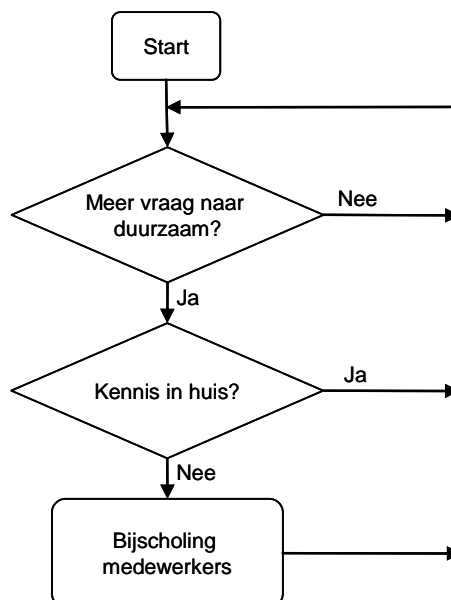 Start
Meer vraag naar
duurzaam?
Nee
Ja
Kennis in huis?
Ja
Nee
Bijscholing
medewerkers